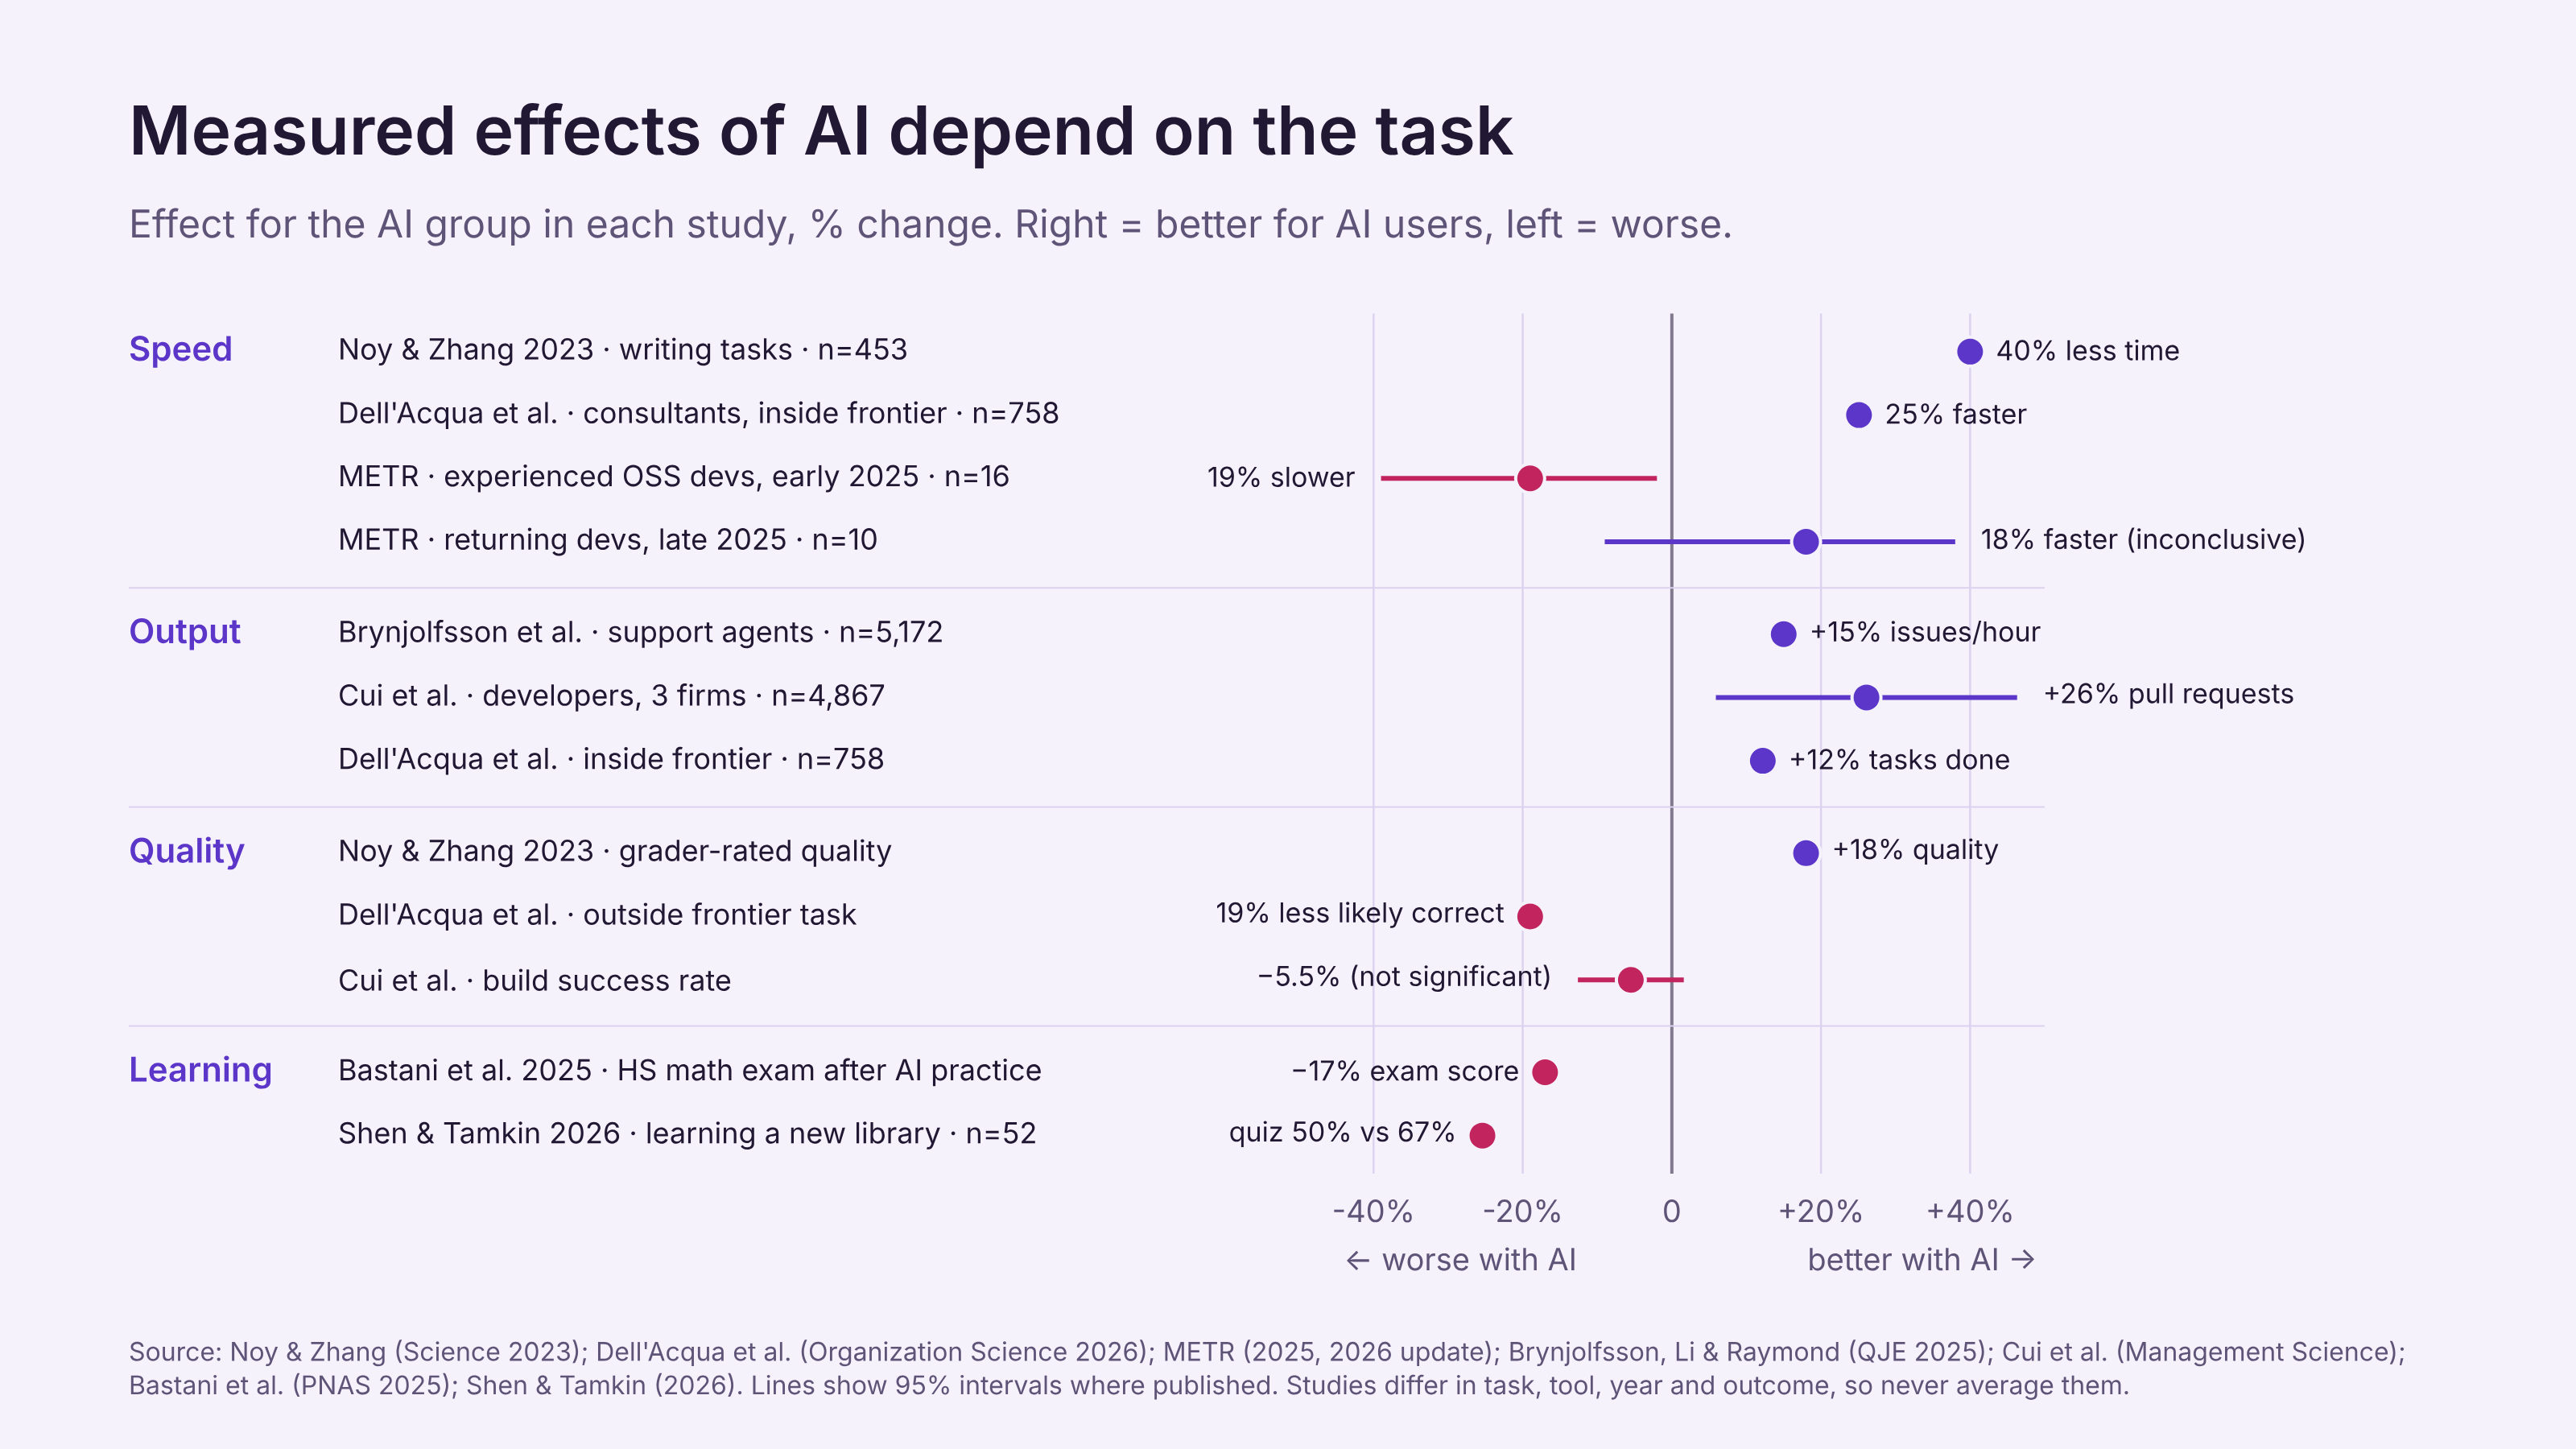 Measured effects of AI depend on the task
Effect for the AI group in each study, % change. Right = better for AI users, left = worse.
Speed
Noy & Zhang 2023 · writing tasks · n=453
40% less time
Dell'Acqua et al. · consultants, inside frontier · n=758
25% faster
METR · experienced OSS devs, early 2025 · n=16
19% slower
METR · returning devs, late 2025 · n=10
18% faster (inconclusive)
Output
Brynjolfsson et al. · support agents · n=5,172
+15% issues/hour
Cui et al. · developers, 3 firms · n=4,867
+26% pull requests
Dell'Acqua et al. · inside frontier · n=758
+12% tasks done
Quality
Noy & Zhang 2023 · grader-rated quality
+18% quality
Dell'Acqua et al. · outside frontier task
19% less likely correct
Cui et al. · build success rate
−5.5% (not significant)
Learning
Bastani et al. 2025 · HS math exam after AI practice
−17% exam score
Shen & Tamkin 2026 · learning a new library · n=52
quiz 50% vs 67%
-40% -20% 0 +20% +40%
← worse with AI better with AI →
Source: Noy & Zhang (Science 2023); Dell'Acqua et al. (Organization Science 2026); METR (2025, 2026 update); Brynjolfsson, Li & Raymond (QJE 2025); Cui et al. (Management Science);
Bastani et al. (PNAS 2025); Shen & Tamkin (2026). Lines show 95% intervals where published. Studies differ in task, tool, year and outcome, so never average them.